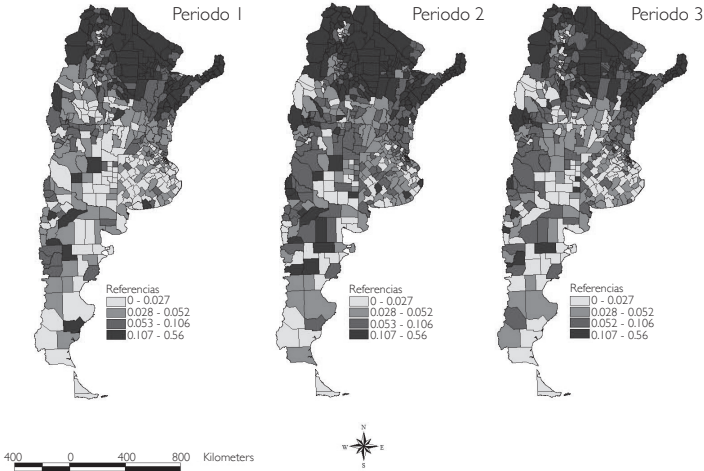 Periodo 1
Periodo 2
Periodo 3
Referencias
0 - 0.027
0.028 - 0.052
0.053 - 0.106
0.107 - 0.56
Referencias
0 - 0.027
0.028 - 0.052
0.053 - 0.106
0.107 - 0.56
Referencias
0 - 0.027
0.028 - 0.052
0.052 - 0.106
0.107 - 0.56
N
W E
S
400 0 400 800 Kilometers